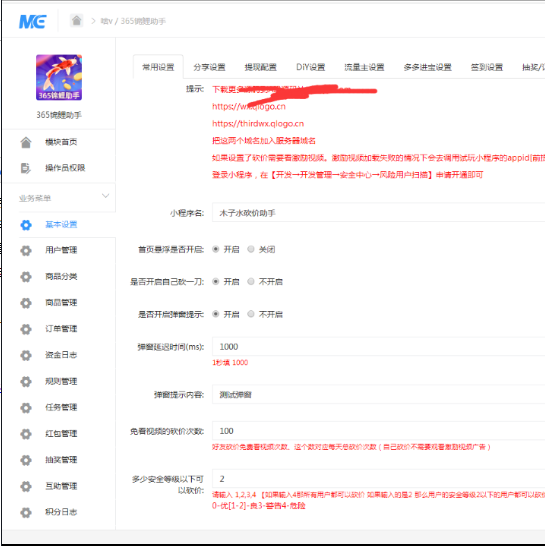 ME
唯v / 365锦鲤助手
365锦鲤助手
365锦鲤助手
模块首页
操作员权限
业务菜单
基本设置
用户管理
商品分类
商品管理
订单管理
资金日志
规则管理
任务管理
红包管理
抽奖管理
互助管理
积分日志
常用设置 分享设置 提现配置 DIY设置 流量主设置 多多进宝设置 签到设置 抽奖/
提示: 下载更多
https://wx.qlogo.cn
https://thirdwx.qlogo.cn
把这两个域名加入服务器域名
如果设置了砍价需要看激励视频。激励视频加载失败的情况下会去调用试玩小程序的appid(前
登录小程序，在【开发→开发管理→安全中心→风险用户扫描】申请开通即可
小程序名: 木子水砍价助手
首页悬浮是否开启: 开启 关闭
是否开启自己砍一刀: 开启 不开启
是否开启弹窗提示: 开启 不开启
弹窗延迟时间(ms): 1000
1秒填 1000
弹窗提示内容: 测试弹窗
免看视频的砍价次数: 100
好友砍价免费看视频次数、这个数对应每天总砍价次数（自己砍价不需要观看激励视频广告）
多少安全等级以下可以砍价: 2
请输入 1,2,3,4 【如果输入4那所有用户都可以砍价 如果输入的是2 那么用户的安全等级2以下的用户都可以砍价
0-优[1-2]-良3-警告4-危险